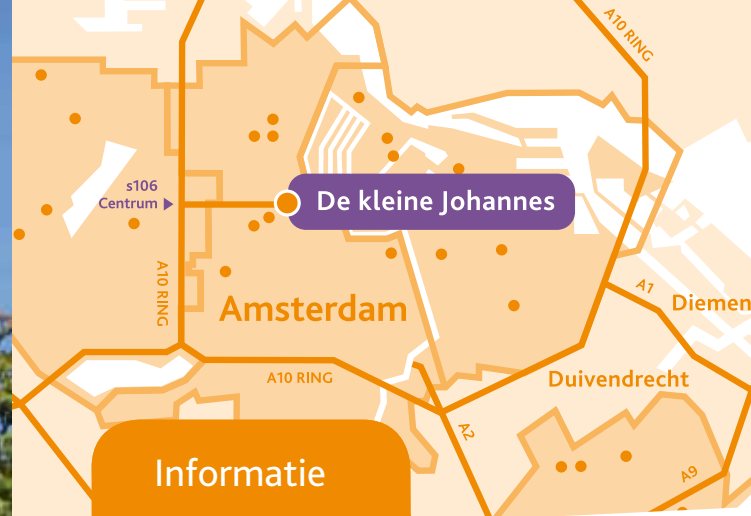 A10 RING
s106
Centrum
De kleine Johannes
A10 RING
A1
Diemen
Amsterdam
A10 RING
Duivendrecht
A2
A9
Informatie